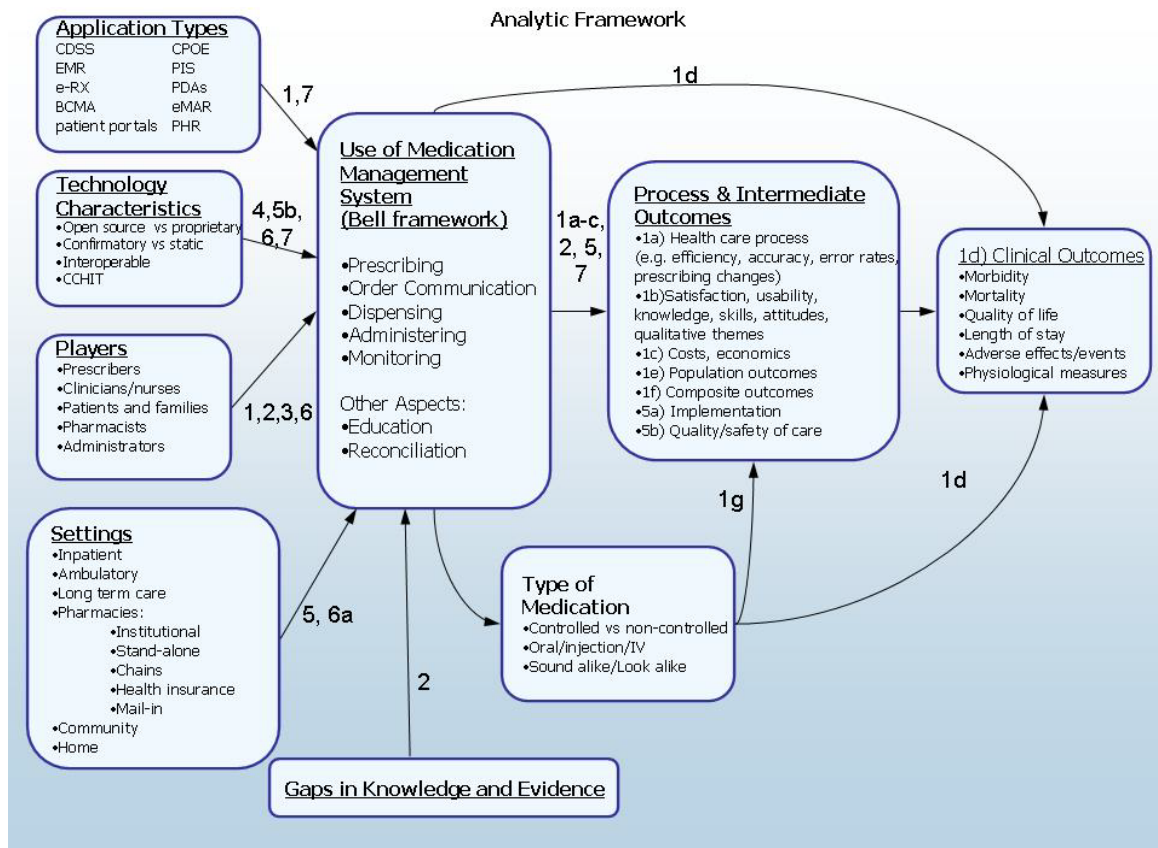 Analytic Framework
Application Types
CDSS CPOE
EMR PIS
e-RX PDAs
BCMA eMAR
patient portals PHR
1,7
Technology
Characteristics
•Open source vs proprietary
•Confirmatory vs static
•Interoperable
•CCHIT
4,5b,
6,7
Players
•Prescribers
•Clinicians/nurses
•Patients and families
•Pharmacists
•Administrators
1,2,3,6
Settings
•Inpatient
•Ambulatory
•Long term care
•Pharmacies:
•Institutional
•Stand-alone
•Chains
•Health insurance
•Mail-in
•Community
•Home
5, 6a
Use of Medication
Management
System
(Bell framework)
•Prescribing
•Order Communication
•Dispensing
•Administering
•Monitoring
Other Aspects:
•Education
•Reconciliation
2
Gaps in Knowledge and Evidence
1d
1a-c,
2, 5,
7
Process & Intermediate
Outcomes
•1a) Health care process
(e.g. efficiency, accuracy, error rates,
prescribing changes)
•1b)Satisfaction, usability,
knowledge, skills, attitudes,
qualitative themes
•1c) Costs, economics
•1e) Population outcomes
•1f) Composite outcomes
•5a) Implementation
•5b) Quality/safety of care
1g
Type of
Medication
•Controlled vs non-controlled
•Oral/injection/IV
•Sound alike/Look alike
1d
1d) Clinical Outcomes
•Morbidity
•Mortality
•Quality of life
•Length of stay
•Adverse effects/events
•Physiological measures